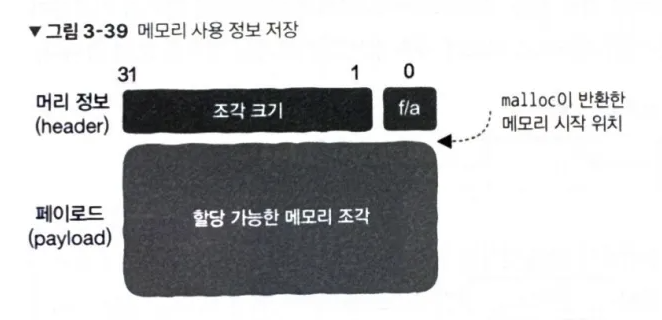 ▼ 그림 3-39 메모리 사용 정보 저장
31 1 0
머리 정보
(header)
조각 크기
f/a
malloc이 반환한
메모리 시작 위치
페이로드
(payload)
할당 가능한 메모리 조각